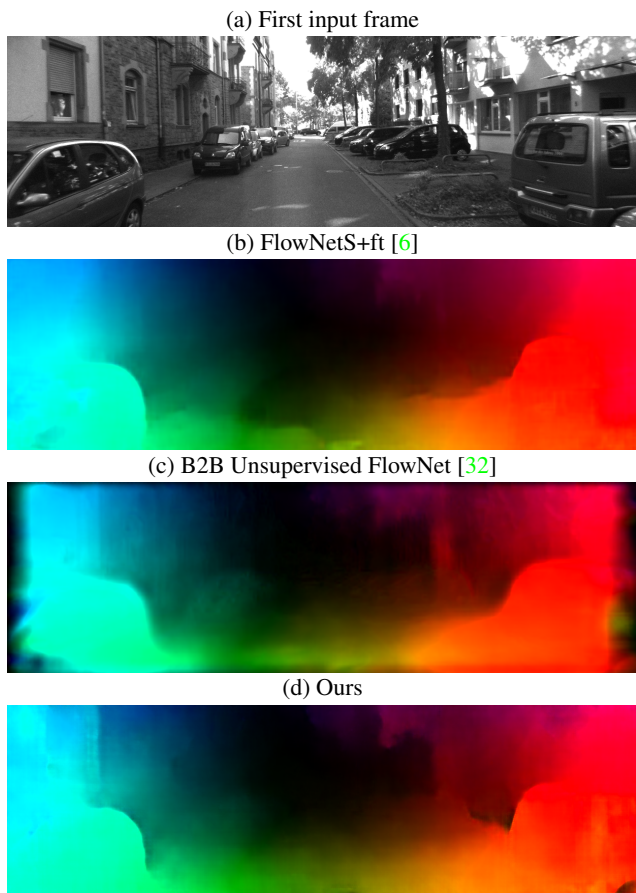 (a) First input frame
(b) FlowNetS+ft [6]
(c) B2B Unsupervised FlowNet [32]
(d) Ours